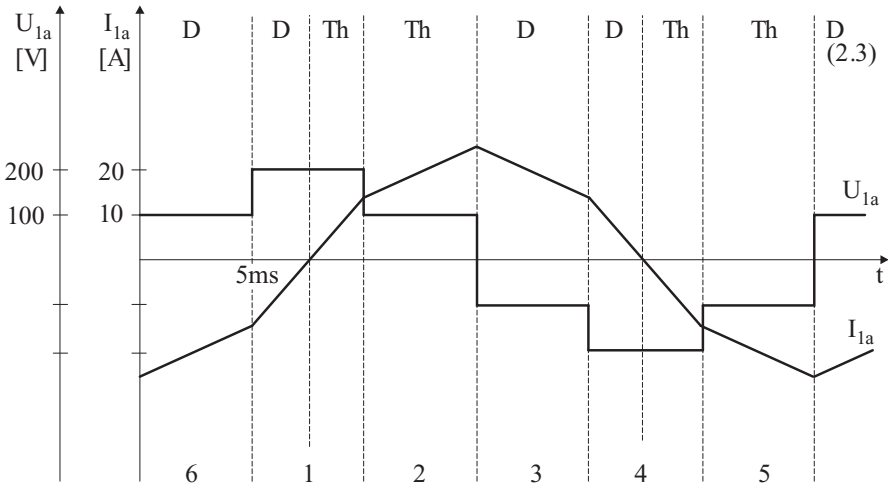 U1a I1a D D Th Th D D Th Th D
[V] [A] (2.3)
200 20
100 10 U1a
5ms t
I1a
6 1 2 3 4 5